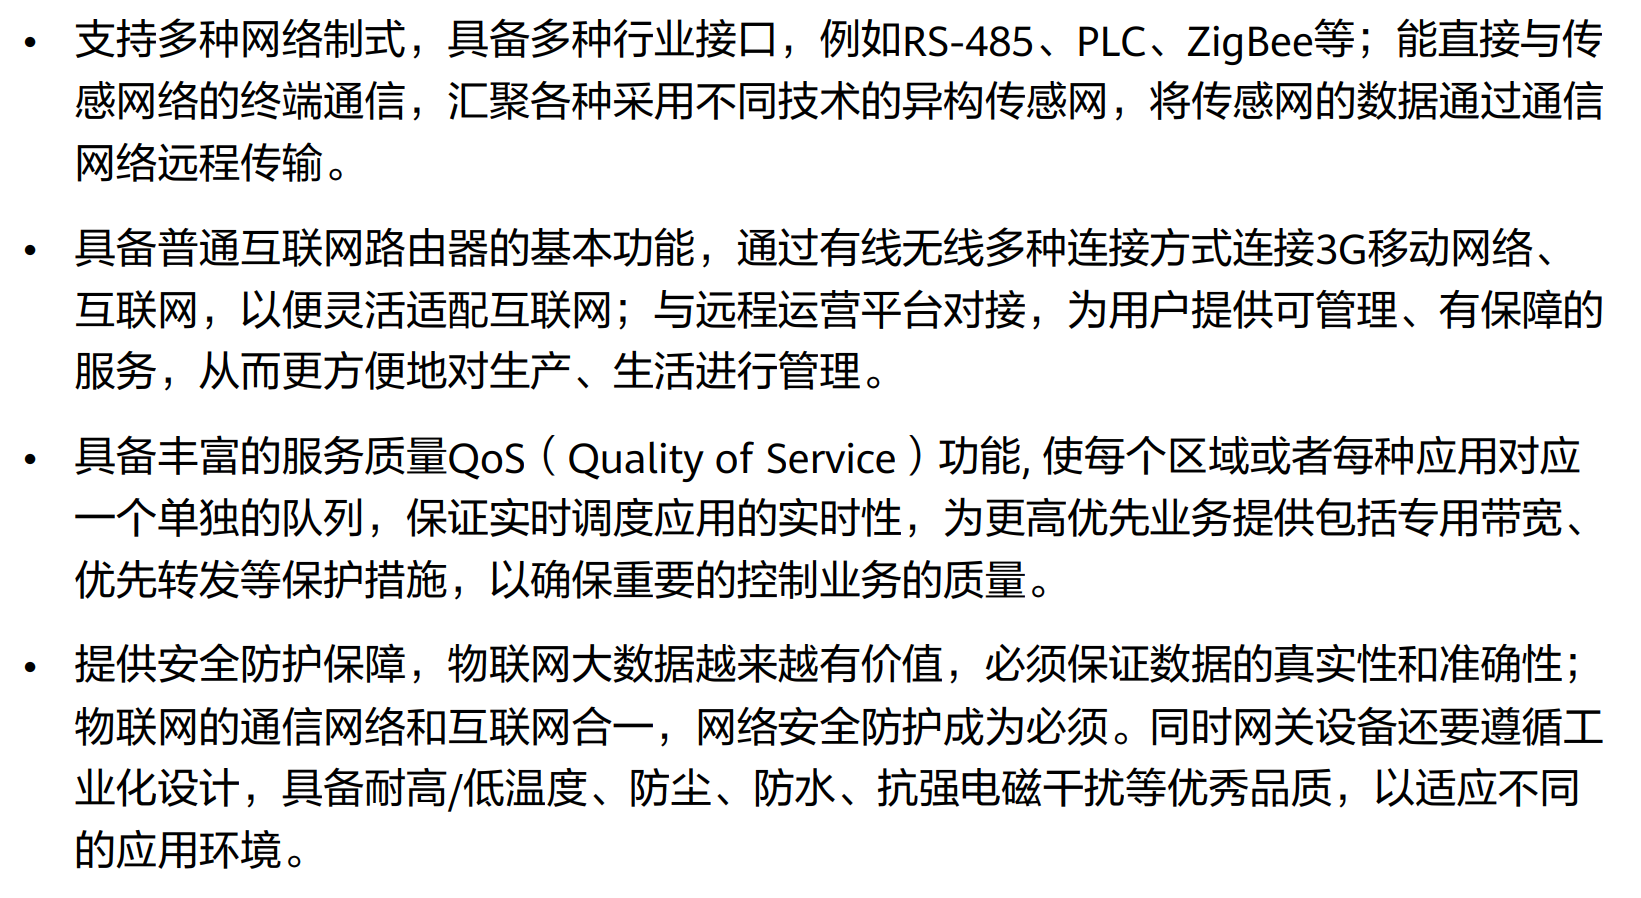 • 支持多种网络制式，具备多种行业接口，例如RS-485、PLC、ZigBee等；能直接与传
感网络的终端通信，汇聚各种采用不同技术的异构传感网，将传感网的数据通过通信
网络远程传输。
• 具备普通互联网路由器的基本功能，通过有线无线多种连接方式连接3G移动网络、
互联网，以便灵活适配互联网；与远程运营平台对接，为用户提供可管理、有保障的
服务，从而更方便地对生产、生活进行管理。
• 具备丰富的服务质量QoS（Quality of Service）功能, 使每个区域或者每种应用对应
一个单独的队列，保证实时调度应用的实时性，为更高优先业务提供包括专用带宽、
优先转发等保护措施，以确保重要的控制业务的质量。
• 提供安全防护保障，物联网大数据越来越有价值，必须保证数据的真实性和准确性；
物联网的通信网络和互联网合一，网络安全防护成为必须。同时网关设备还要遵循工
业化设计，具备耐高/低温度、防尘、防水、抗强电磁干扰等优秀品质，以适应不同
的应用环境。